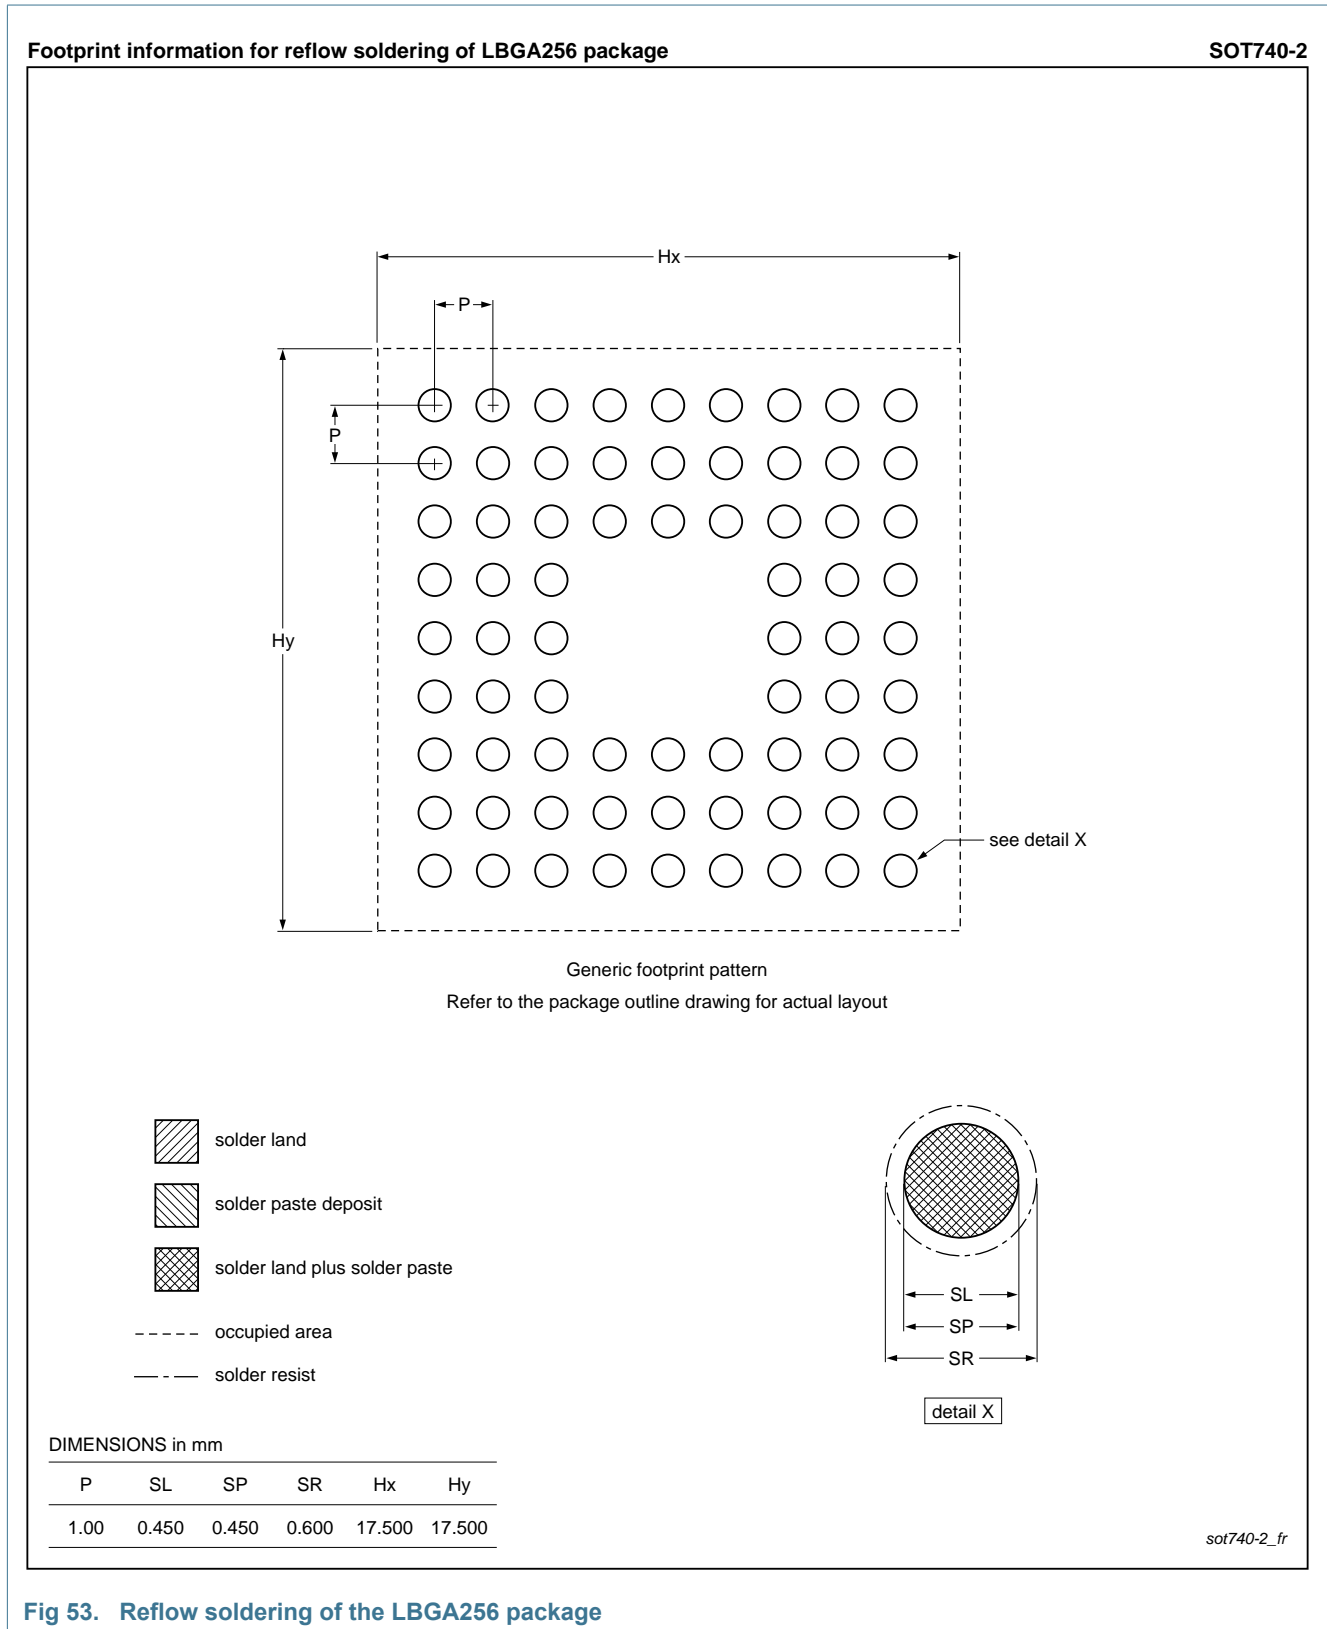 Footprint information for reflow soldering of LBGA256 package SOT740-2
Hx
P
P
Hy
see detail X
Generic footprint pattern
Refer to the package outline drawing for actual layout
solder land
solder paste deposit
solder land plus solder paste
occupied area
solder resist
SL
SP
SR
detail X
DIMENSIONS in mm
P SL SP SR Hx Hy
1.00 0.450 0.450 0.600 17.500 17.500
sot740-2_fr
Fig 53. Reflow soldering of the LBGA256 package